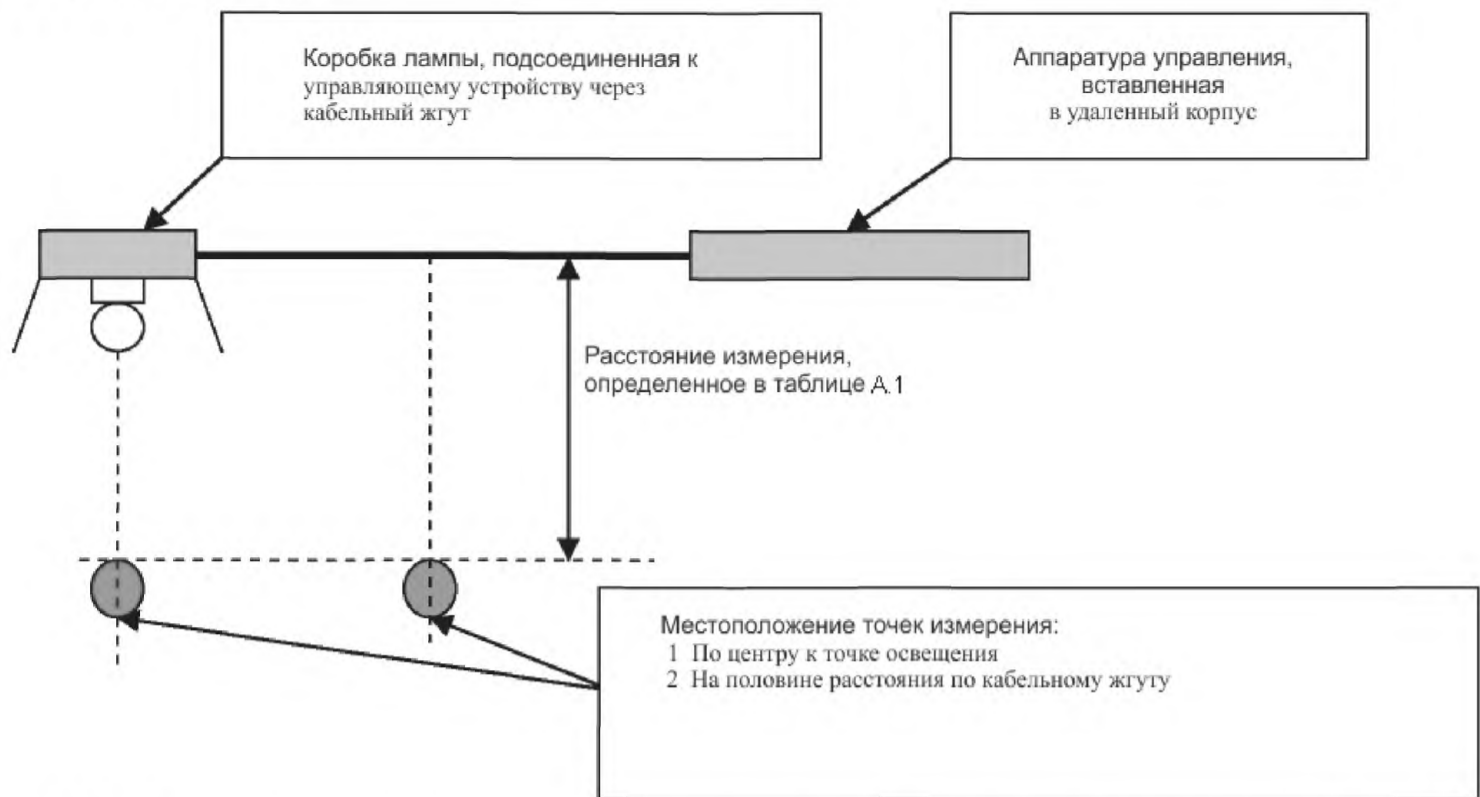 Коробка лампы, подсоединенная к
управляющему устройству через
кабельный жгут
Аппаратура управления,
вставленная
в удаленный корпус
Расстояние измерения,
определенное в таблице А.1
Местоположение точек измерения:
1 По центру к точке освещения
2 На половине расстояния по кабельному жгуту